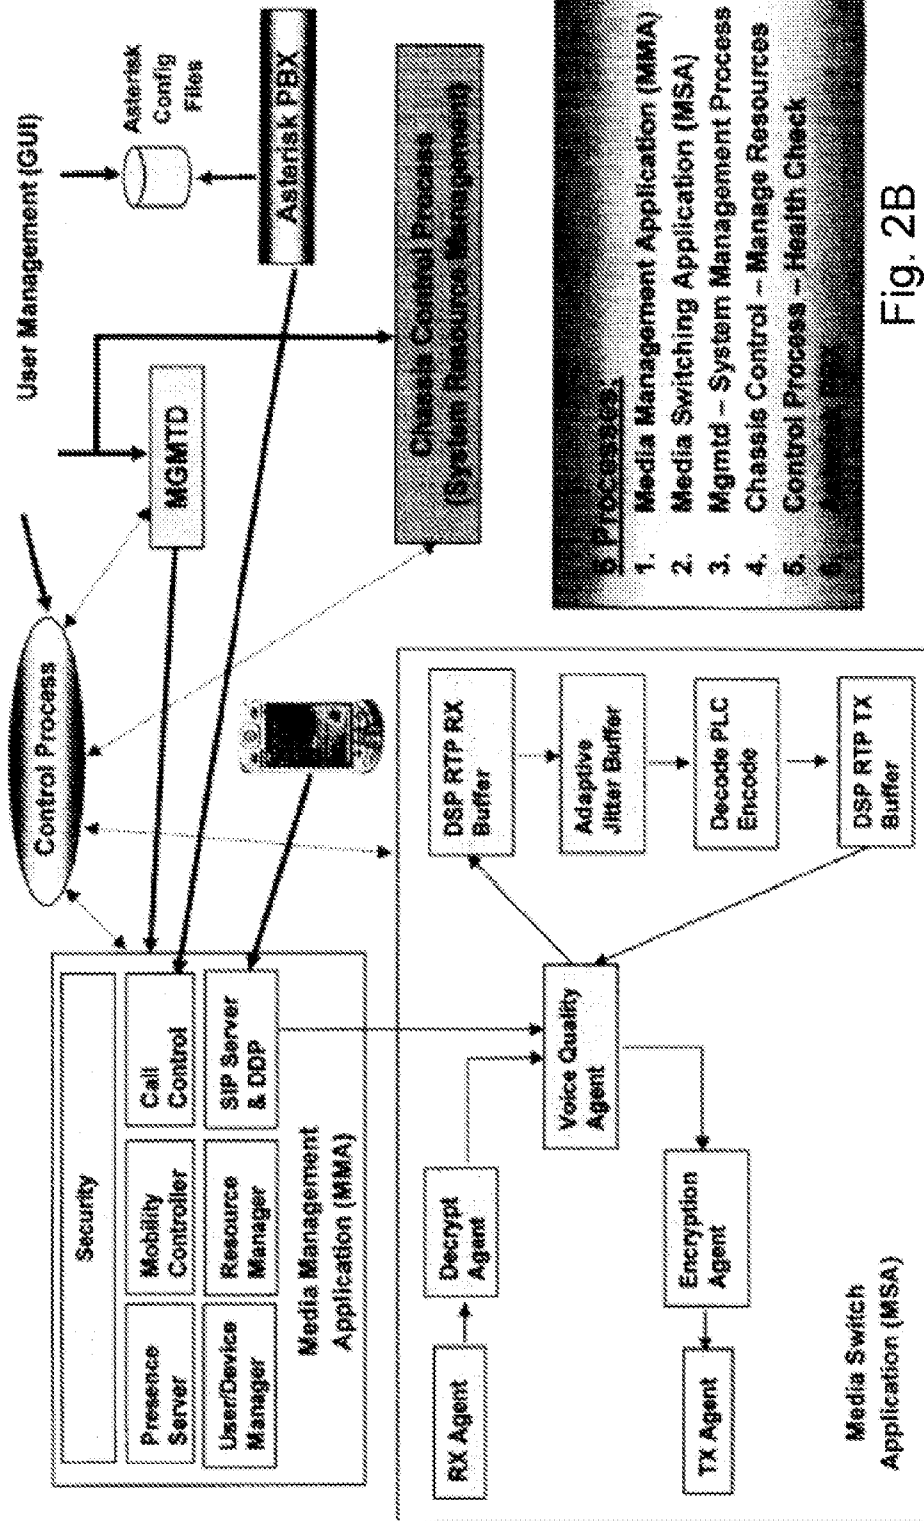 User Management (GUI)
Asterisk
Config
Files
Control Process
MGMTD
Asterisk PBX
Chassis Control Process
(System Resource Management)
Security
Presence
Server
Mobility
Controller
Call
Control
User/Device
Manager
Resource
Manager
SIP Server
& DDP
Media Management
Application (MMA)
RX Agent
Decrypt
Agent
Voice Quality
Agent
Encryption
Agent
TX Agent
DSP RTP RX
Buffer
Adaptive
Jitter Buffer
Decode PLC
Encode
DSP RTP TX
Buffer
Media Switch
Application (MSA)
Processes:
1. Media Management Application (MMA)
2. Media Switching Application (MSA)
3. Mgmtd – System Management Process
4. Chassis Control – Manage Resources
5. Control Process – Health Check
6.
Fig. 2B